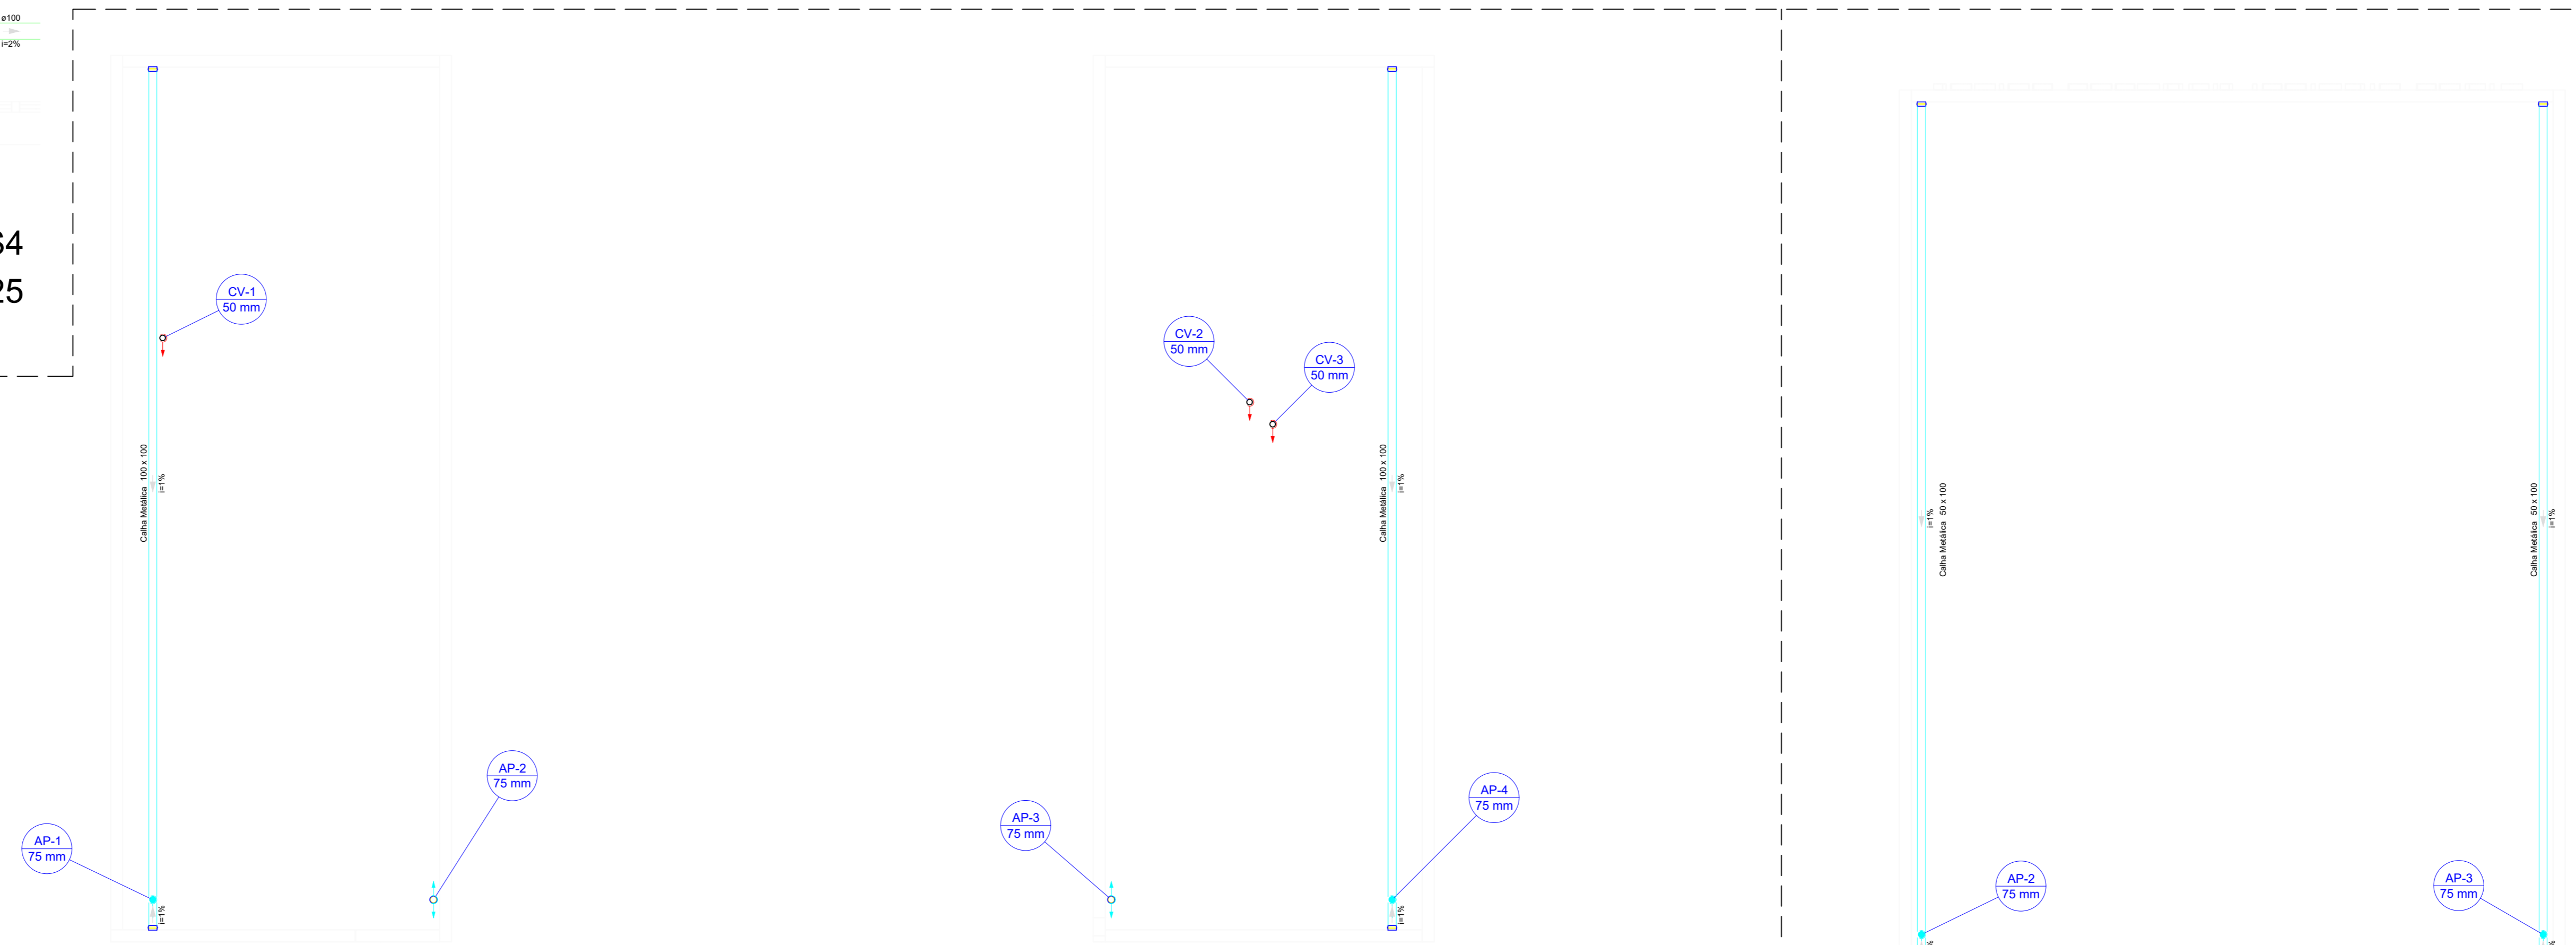 ø100
i=2%
CV-1
50 mm
CV-2
50 mm
CV-3
50 mm
Calha Metálica 100 x 100
i=1%
Calha Metálica 100 x 100
i=1%
i=1%
Calha Metálica 50 x 100
Calha Metálica 50 x 100
i=1%
AP-1
75 mm
AP-2
75 mm
AP-3
75 mm
AP-4
75 mm
AP-2
75 mm
AP-3
75 mm
i=1%
i=1%
25